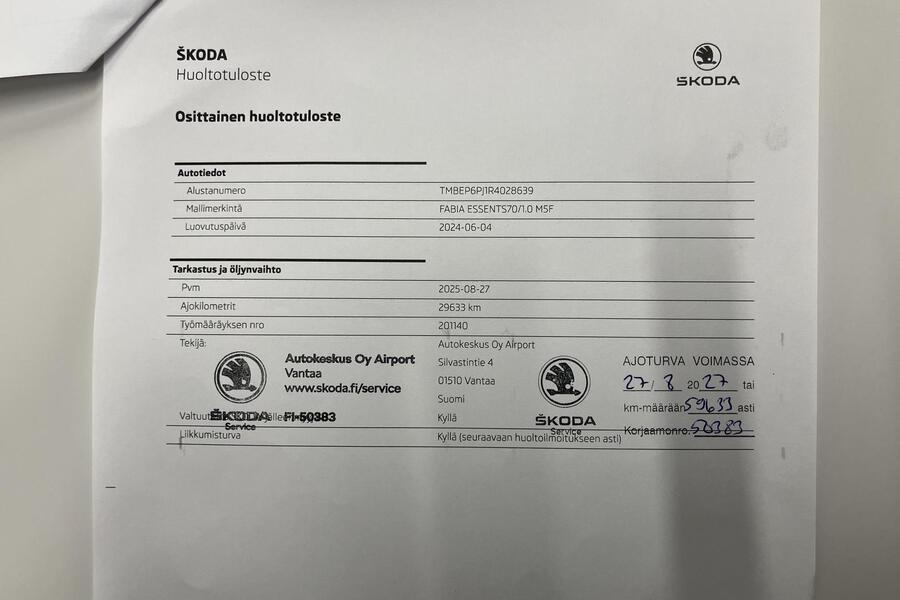 ŠKODA
Huoltotuloste
ŠKODA
Osittainen huoltotuloste
Autotiedot
Alustanumero TMBEP6PJ1R4028639
Mallimerkintä FABIA ESSENTS70/1.0 M5F
Luovutuspäivä 2024-06-04
Tarkastus ja öljynvaihto
Pvm 2025-08-27
Ajokilometrit 29633 km
Työmääräyksen nro 201140
Tekijä: Autokeskus Oy Airport
Silvastintie 4
01510 Vantaa
Suomi
Autokeskus Oy Airport
Vantaa
www.skoda.fi/service
ŠKODA FI-50383
Service
ŠKODA
Service
AJOTURVA VOIMASSA
27/8 2027 tai
km-määrään 59633 asti
Korjaamonro. 50383
Kyllä
Liikkumisturva Kyllä (seuraavaan huoltoilmoitukseen asti)